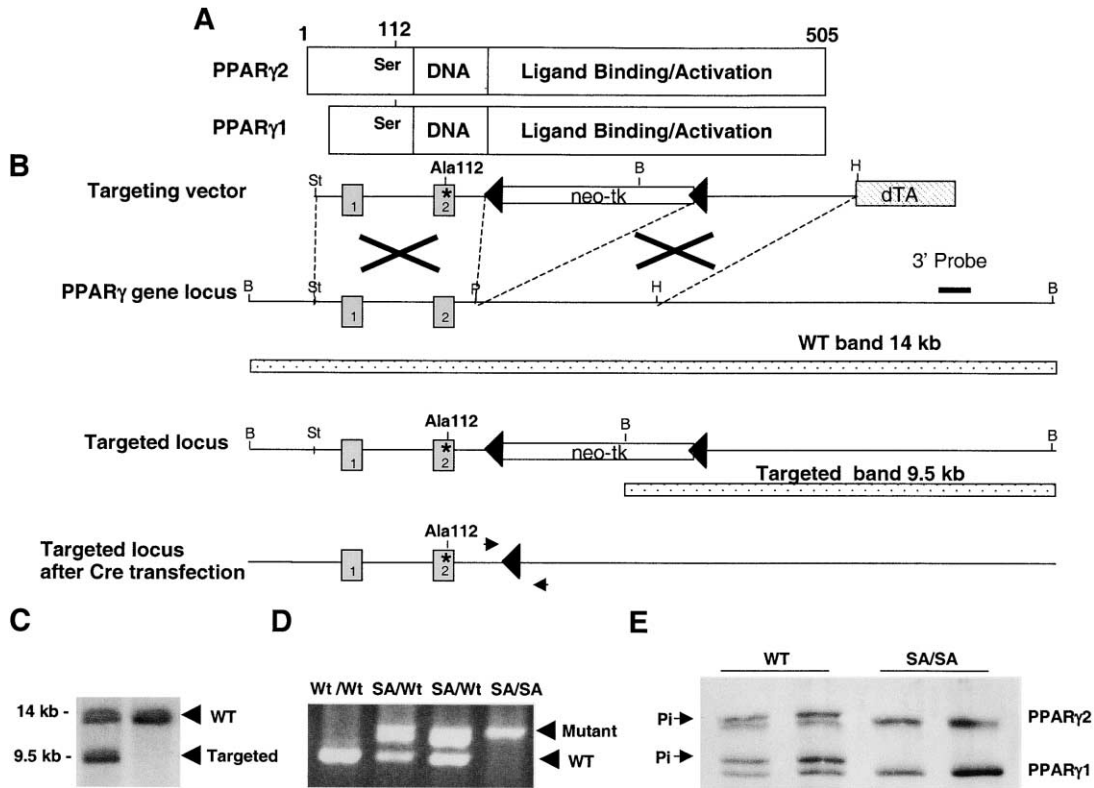 A
1 112 505
PPARγ2 Ser DNA Ligand Binding/Activation
PPARγ1 Ser DNA Ligand Binding/Activation
B
Targeting vector St 1 Ala112 * 2 neo-tk B H dTA
3' Probe
PPARγ gene locus B St 1 2 P H B
WT band 14 kb
Targeted locus B St 1 Ala112 * 2 neo-tk B B
Targeted band 9.5 kb
Ala112
Targeted locus
after Cre transfection 1 * 2
C
14 kb - WT
9.5 kb - Targeted
D
Wt /Wt SA/Wt SA/Wt SA/SA
Mutant
WT
E
WT SA/SA
Pi PPARγ2
Pi
PPARγ1